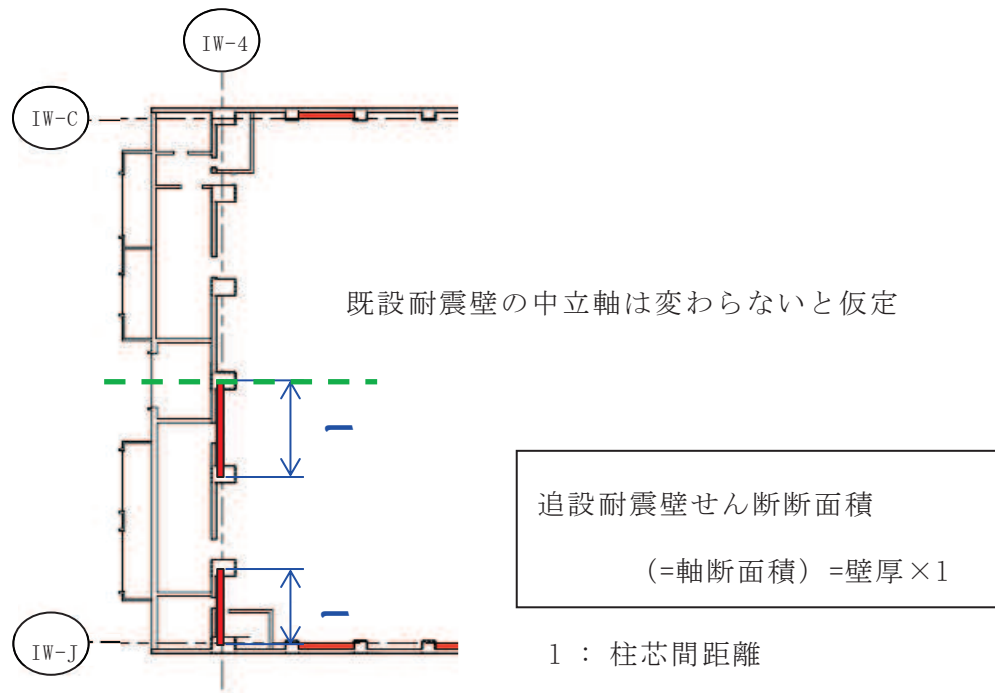 IW-4
IW-C
既設耐震壁の中立軸は変わらないと仮定
l
追設耐震壁せん断断面積
(=軸断面積) =壁厚×l
l
IW-J
l : 柱芯間距離